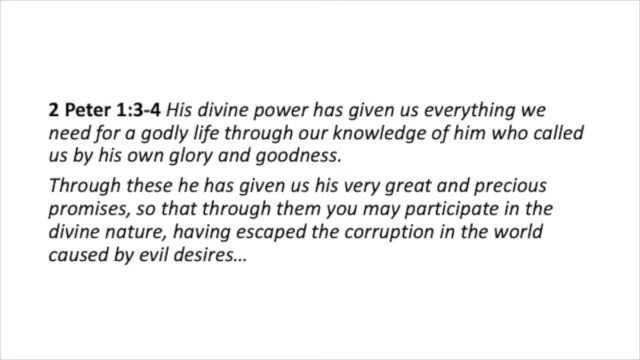 2 Peter 1:3-4 His divine power has given us everything we
need for a godly life through our knowledge of him who called
us by his own glory and goodness.
Through these he has given us his very great and precious
promises, so that through them you may participate in the
divine nature, having escaped the corruption in the world
caused by evil desires…